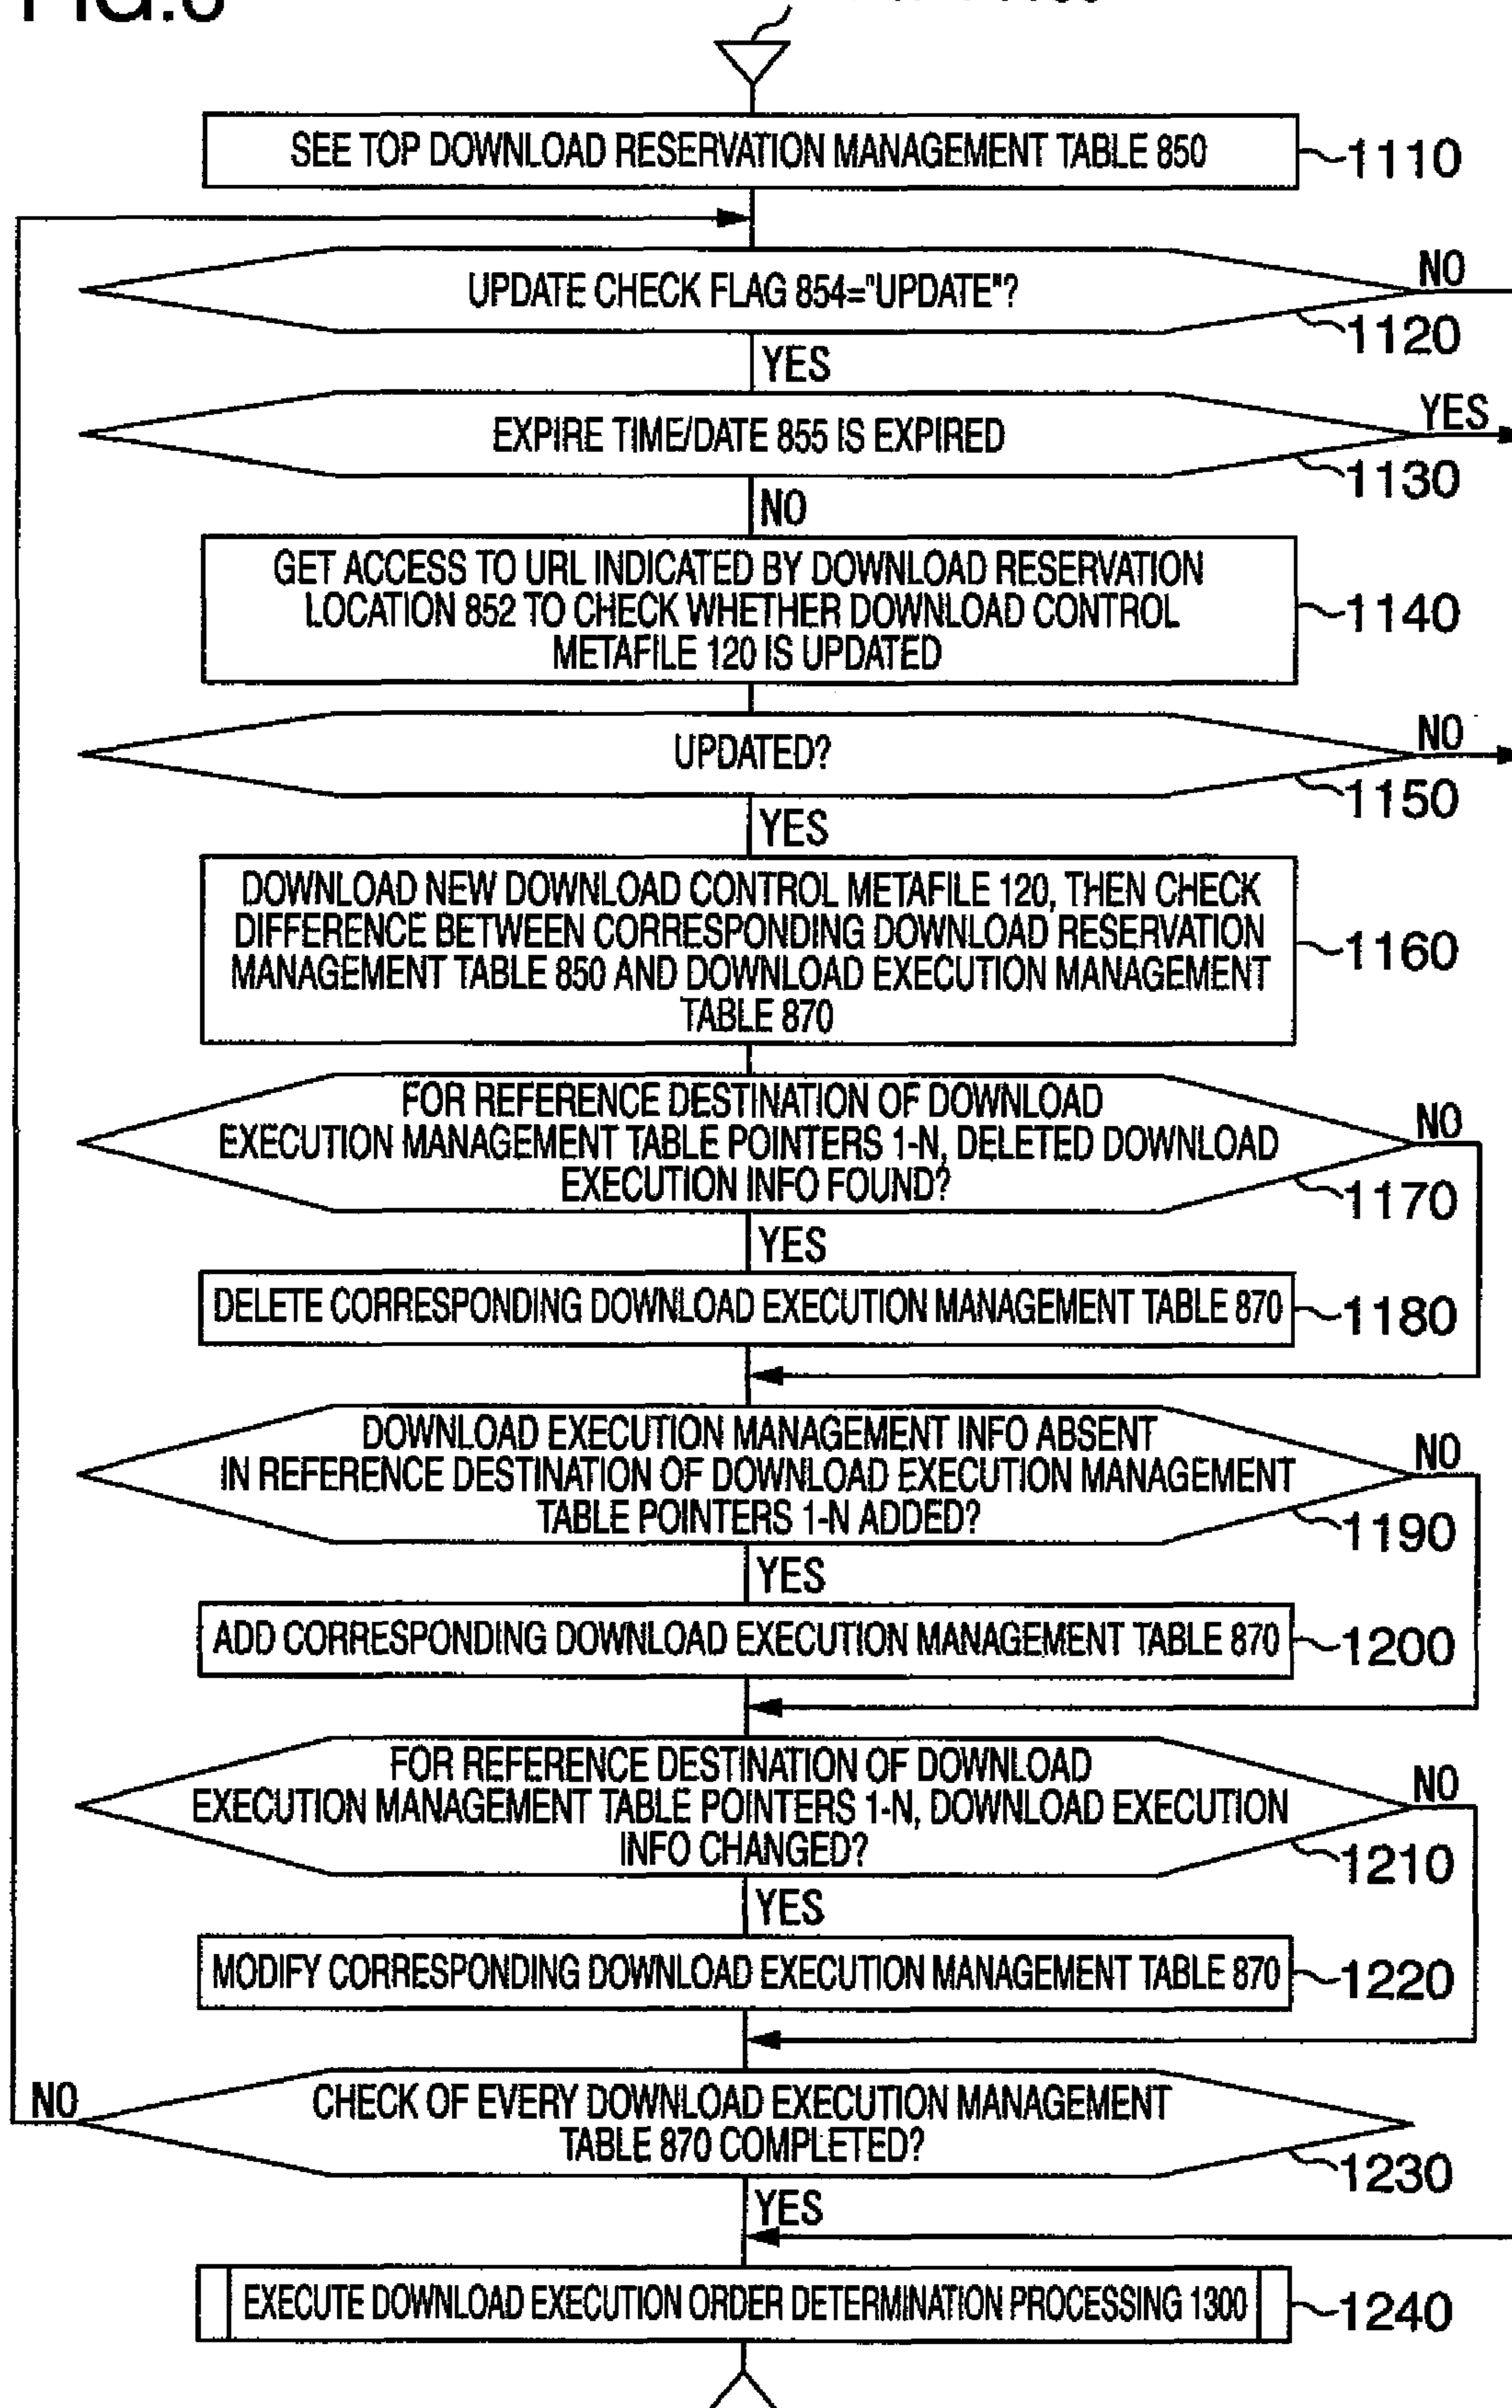 SEE TOP DOWNLOAD RESERVATION MANAGEMENT TABLE 850
1110
UPDATE CHECK FLAG 854="UPDATE"?
NO
1120
YES
EXPIRE TIME/DATE 855 IS EXPIRED
YES
1130
NO
GET ACCESS TO URL INDICATED BY DOWNLOAD RESERVATION
LOCATION 852 TO CHECK WHETHER DOWNLOAD CONTROL
METAFILE 120 IS UPDATED
1140
UPDATED?
NO
1150
YES
DOWNLOAD NEW DOWNLOAD CONTROL METAFILE 120, THEN CHECK
DIFFERENCE BETWEEN CORRESPONDING DOWNLOAD RESERVATION
MANAGEMENT TABLE 850 AND DOWNLOAD EXECUTION MANAGEMENT
TABLE 870
1160
FOR REFERENCE DESTINATION OF DOWNLOAD
EXECUTION MANAGEMENT TABLE POINTERS 1-N, DELETED DOWNLOAD
EXECUTION INFO FOUND?
NO
1170
YES
DELETE CORRESPONDING DOWNLOAD EXECUTION MANAGEMENT TABLE 870
1180
DOWNLOAD EXECUTION MANAGEMENT INFO ABSENT
IN REFERENCE DESTINATION OF DOWNLOAD EXECUTION MANAGEMENT
TABLE POINTERS 1-N ADDED?
NO
1190
YES
ADD CORRESPONDING DOWNLOAD EXECUTION MANAGEMENT TABLE 870
1200
FOR REFERENCE DESTINATION OF DOWNLOAD
EXECUTION MANAGEMENT TABLE POINTERS 1-N, DOWNLOAD EXECUTION
INFO CHANGED?
NO
1210
YES
MODIFY CORRESPONDING DOWNLOAD EXECUTION MANAGEMENT TABLE 870
1220
NO
CHECK OF EVERY DOWNLOAD EXECUTION MANAGEMENT
TABLE 870 COMPLETED?
1230
YES
EXECUTE DOWNLOAD EXECUTION ORDER DETERMINATION PROCESSING 1300
1240